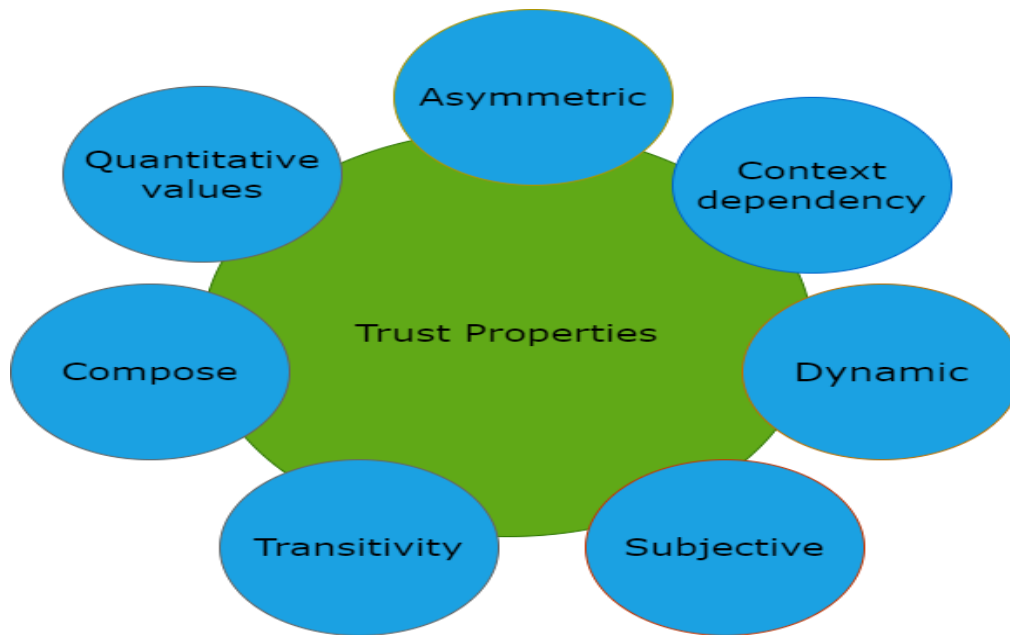 Asymmetric
Quantitative
values
Context
dependency
Trust Properties
Compose
Dynamic
Transitivity
Subjective